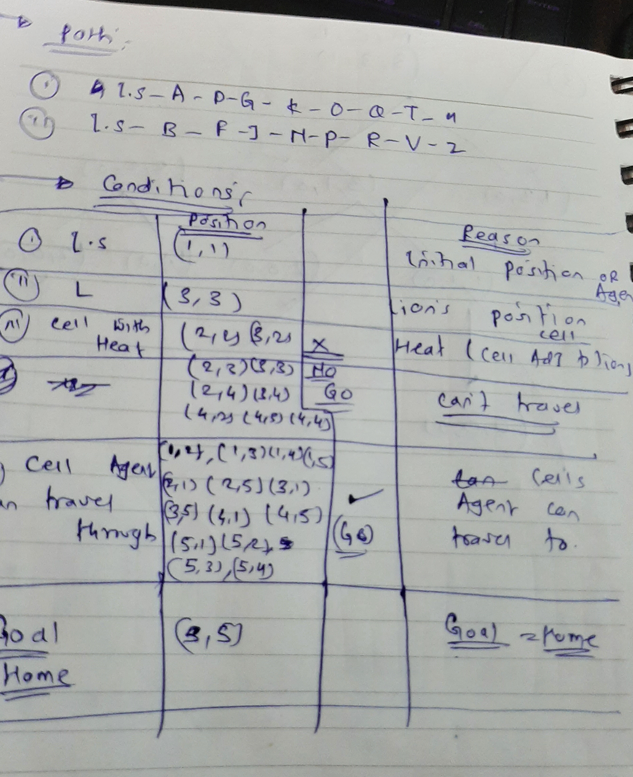 Path:
(i) I.S - A - D - G - K - O - Q - T - 
(ii) I.S - B - F - J - N - P - R - V - Z
Conditions:
Position
Reason
(i) I.S (1,1) Initial Position OR Agen
(ii) L (3,3) Lion's position cell
(iii) Cell with Heat (2,2) (3,2) X Heat (Cell Adj to Lion)
(2,3) (3,3) NO
(2,4) (3,4) GO Can't travel
(4,2) (4,3) (4,4)
(1,2), (1,3) (1,4) (1,5)
) Cell Agent (2,1) (2,5) (3,1) Cells
n travel (3,5) (4,1) (4,5) Agent can
through (5,1) (5,2) (Go) travel to.
(5,3), (5,4)
Goal (5,5) Goal = Home
Home